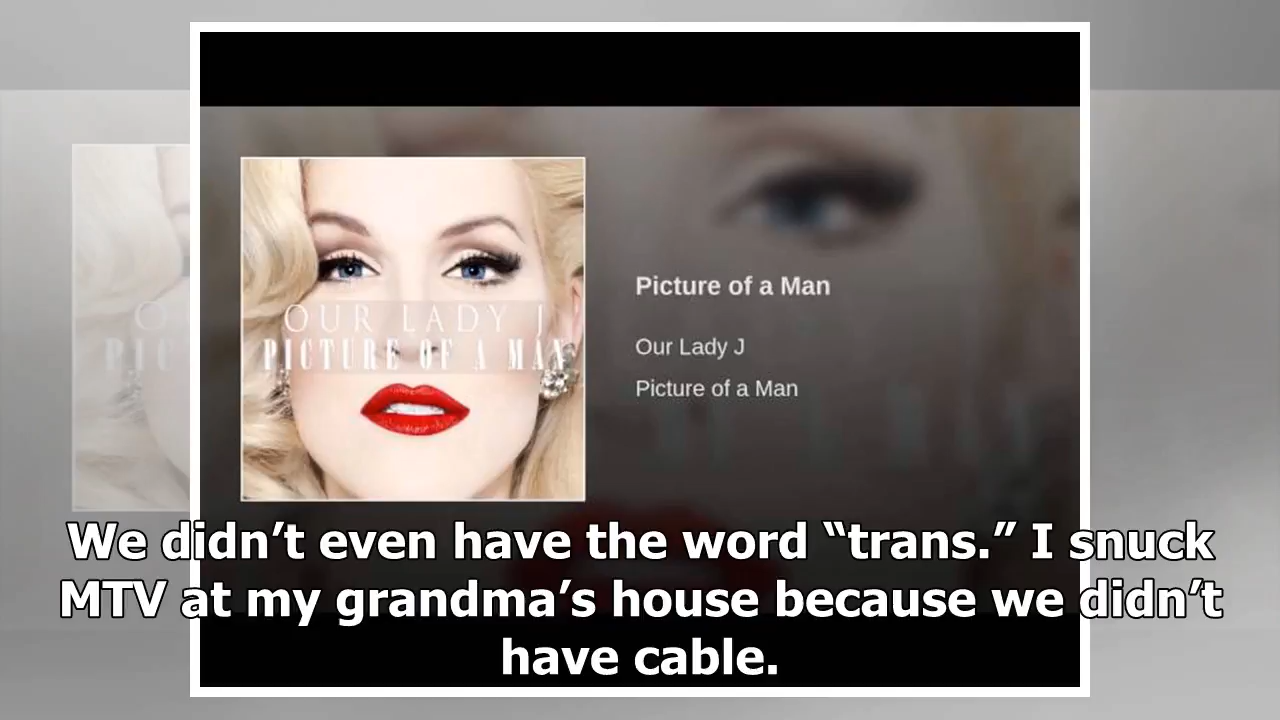 OUR LADY J
PICTURE OF A MAN
Picture of a Man
Our Lady J
Picture of a Man
We didn’t even have the word “trans.” I snuck
MTV at my grandma’s house because we didn’t
have cable.